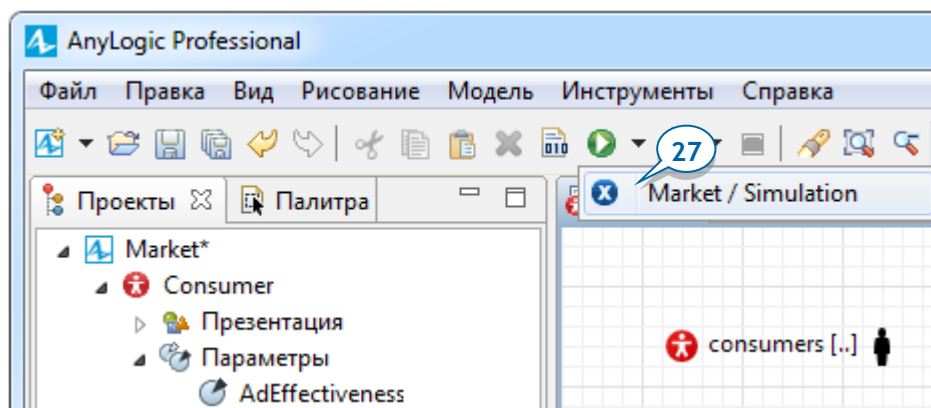 AnyLogic Professional
Файл Правка Вид Рисование Модель Инструменты Справка
27
Проекты Палитра
Market / Simulation
Market*
Consumer
Презентация
consumers [..]
Параметры
AdEffectiveness